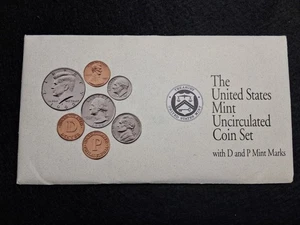 The
United States
Mint
Uncirculated
Coin Set
with D and P Mint Marks
D
P